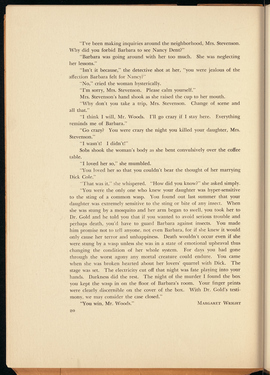 "I've been making inquiries around the neighborhood, Mrs. Stevenson.
Why did you forbid Barbara to see Nancy Dent?"
"Barbara was going around with her too much. She was neglecting
her lessons."
"Isn't it because," the detective shot at her, "you were jealous of the
affection Barbara felt for Nancy?"
"No," cried the woman hysterically.
"I'm sorry, Mrs. Stevenson. Please calm yourself."
Mrs. Stevenson's hand shook as she raised the cup to her mouth.
"Why don't you take a trip, Mrs. Stevenson. Change of scene and
all that."
"I think I will, Mr. Woods. I'll go crazy if I stay here. Everything
reminds me of Barbara."
"Go crazy! You were crazy the night you killed your daughter, Mrs.
Stevenson."
"I wasn't! I didn't!"
Sobs shook the woman's body as she bent convulsively over the coffee
table.
"I loved her so," she mumbled.
"You loved her so that you couldn't bear the thought of her marrying
Dick Cole."
"That was it," she whispered. "How did you know?" she asked simply.
"You were the only one who knew your daughter was hyper-sensitive
to the sting of a common wasp. You found out last summer that your
daughter was extremely sensitive to the sting or bite of any insect. When
she was stung by a mosquito and her arm began to swell, you took her to
Dr. Gold and he told you that if you wanted to avoid serious trouble and
perhaps death, you'd have to guard Barbara against insects. You made
him promise not to tell anyone, not even Barbara, for if she knew it would
only cause her terror and unhappiness. Death wouldn't occur even if she
were stung by a wasp unless she was in a state of emotional upheaval thus
changing the condition of her whole system. For days you had gone
through the worst agony any mortal creature could endure. You came
when she was broken hearted about her lovers' quarrel with Dick. The
stage was set. The electricity cut off that night was fate playing into your
hands. Darkness did the rest. The night of the murder I found the box
you kept the wasp in on the floor of Barbara's room. Your finger prints
were clearly discernible on the cover of the box. With Dr. Gold's testi-
mony, we may consider the case closed."
"You win, Mr. Woods."
MARGARET WRIGHT